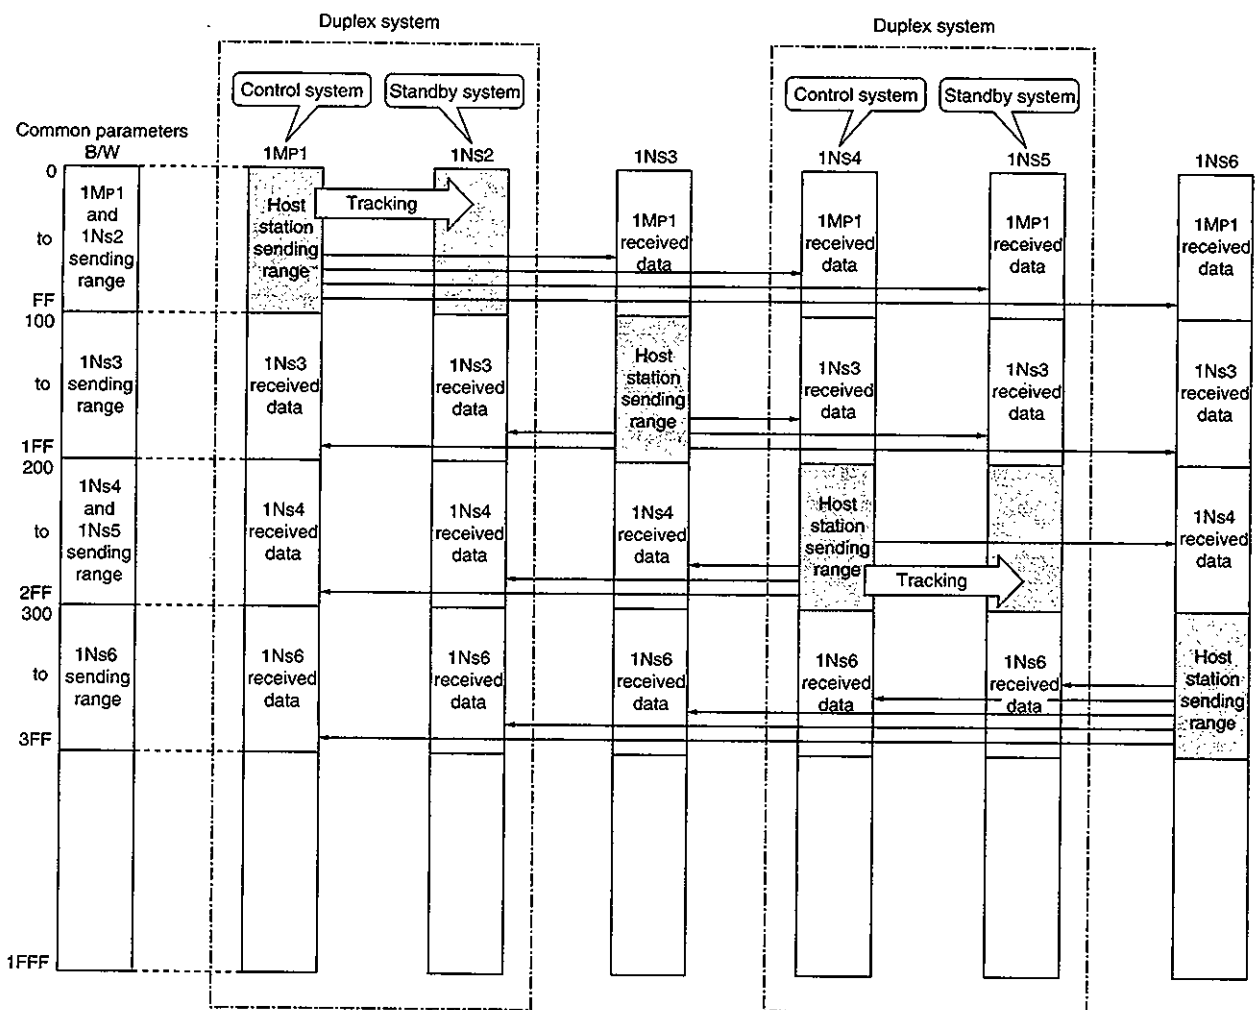 Duplex system
Duplex system
Control system
Standby system
Control system
Standby system
Common parameters
B/W
1MP1
1NS2
1NS3
1NS4
1NS5
1NS6
0
to
FF
1MP1
and
1NS2
sending
range
Host
station
sending
range
Tracking
1MP1
received
data
1MP1
received
data
1MP1
received
data
1MP1
received
data
100
to
1FF
1NS3
sending
range
1NS3
received
data
1NS3
received
data
Host
station
sending
range
1NS3
received
data
1NS3
received
data
1NS3
received
data
200
to
2FF
1NS4
and
1NS5
sending
range
1NS4
received
data
1NS4
received
data
1NS4
received
data
Host
station
sending
range
Tracking
1NS4
received
data
300
to
3FF
1NS6
sending
range
1NS6
received
data
1NS6
received
data
1NS6
received
data
1NS6
received
data
1NS6
received
data
Host
station
sending
range
1FFF